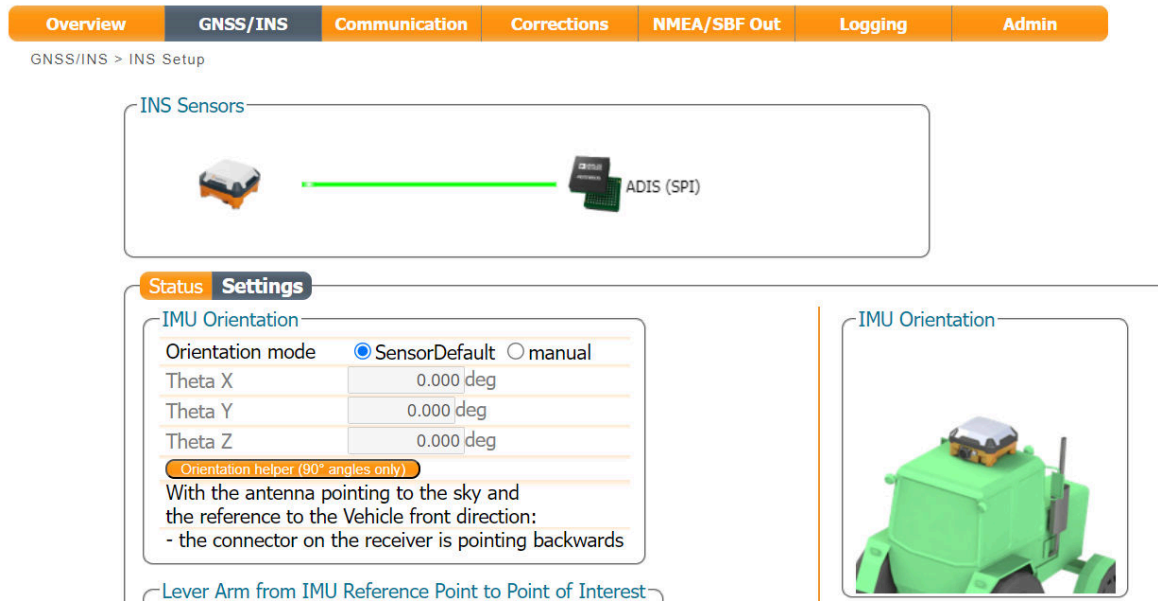 Overview GNSS/INS Communication Corrections NMEA/SBF Out Logging Admin
GNSS/INS > INS Setup
INS Sensors
ADIS (SPI)
Status Settings
IMU Orientation
Orientation mode SensorDefault manual
Theta X 0.000 deg
Theta Y 0.000 deg
Theta Z 0.000 deg
Orientation helper (90° angles only)
With the antenna pointing to the sky and
the reference to the Vehicle front direction:
- the connector on the receiver is pointing backwards
Lever Arm from IMU Reference Point to Point of Interest
IMU Orientation